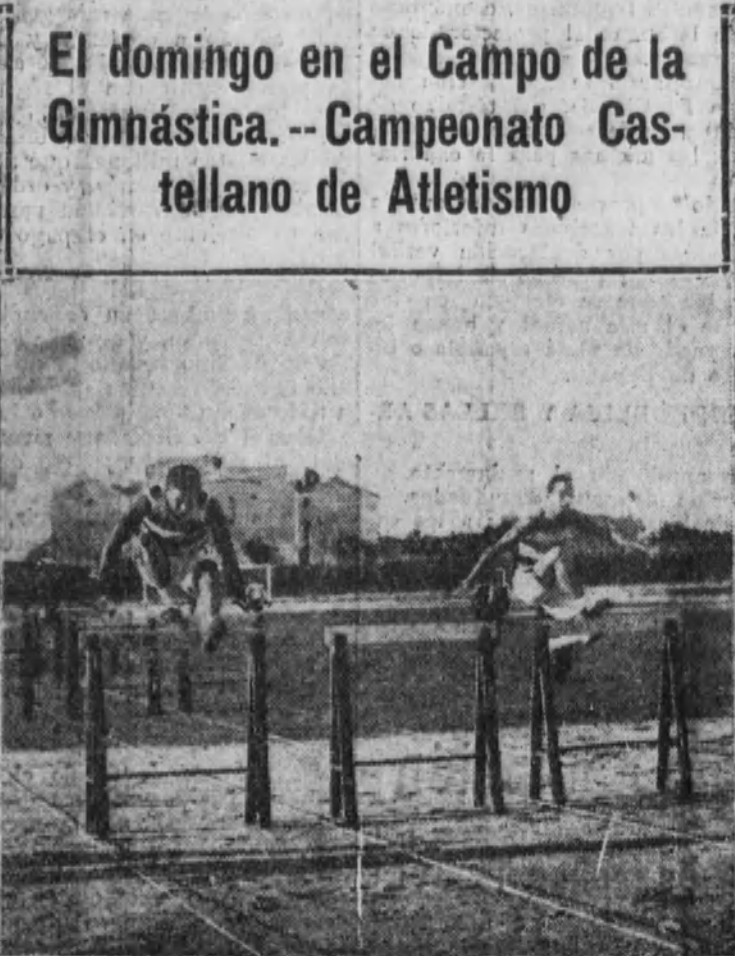 El domingo en el Campo de la
Gimnástica.--Campeonato Cas-
tellano de Atletismo